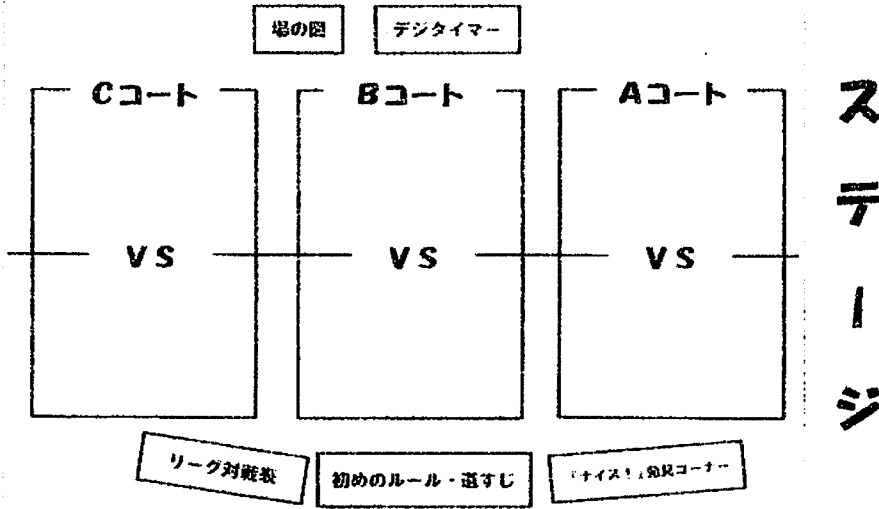 場の図
デジタイマー
Cコート
Bコート
Aコート
VS
VS
VS
ステージ
リーグ対戦表
初めのルール・道すじ
「ナイス!」発見コーナー